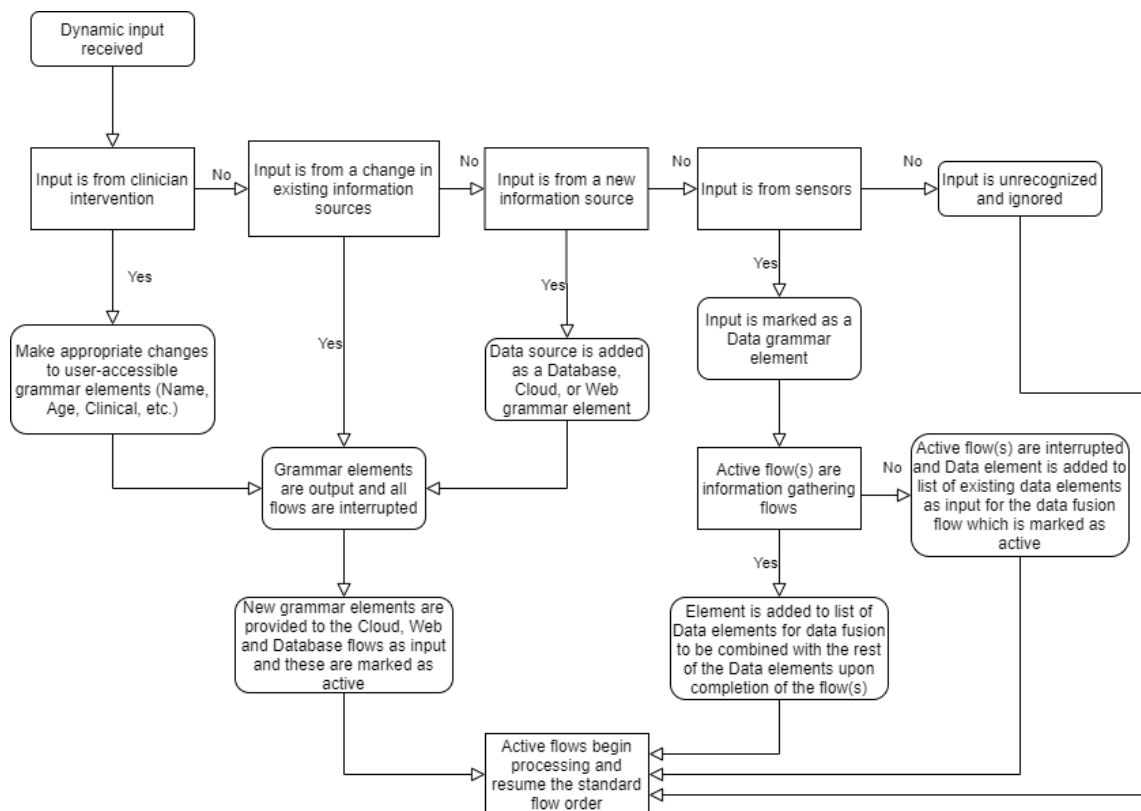 Dynamic input
received
Input is from clinician
intervention
No
Input is from a change in
existing information
sources
No
Input is from a new
information source
No
Input is from sensors
No
Input is unrecognized
and ignored
Yes
Yes
Yes
Yes
Make appropriate changes
to user-accessible
grammar elements (Name,
Age, Clinical, etc.)
Data source is added
as a Database,
Cloud, or Web
grammar element
Input is marked as a
Data grammar
element
Grammar elements
are output and all
flows are interrupted
Active flow(s) are
information gathering
flows
No
Active flow(s) are interrupted
and Data element is added to
list of existing data elements
as input for the data fusion
flow which is marked as
active
Yes
New grammar elements are
provided to the Cloud, Web
and Database flows as input
and these are marked as
active
Element is added to list of
Data elements for data fusion
to be combined with the rest
of the Data elements upon
completion of the flow(s)
Active flows begin
processing and
resume the standard
flow order